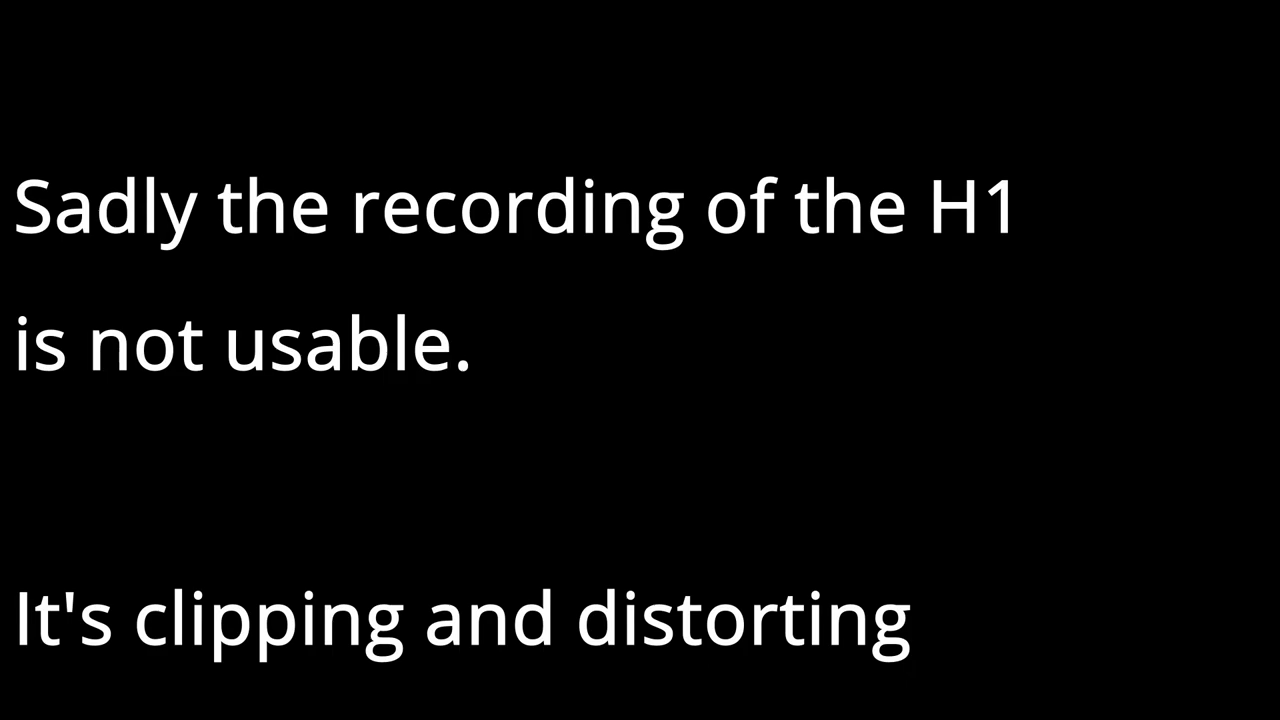 Sadly the recording of the H1
is not usable.
It's clipping and distorting